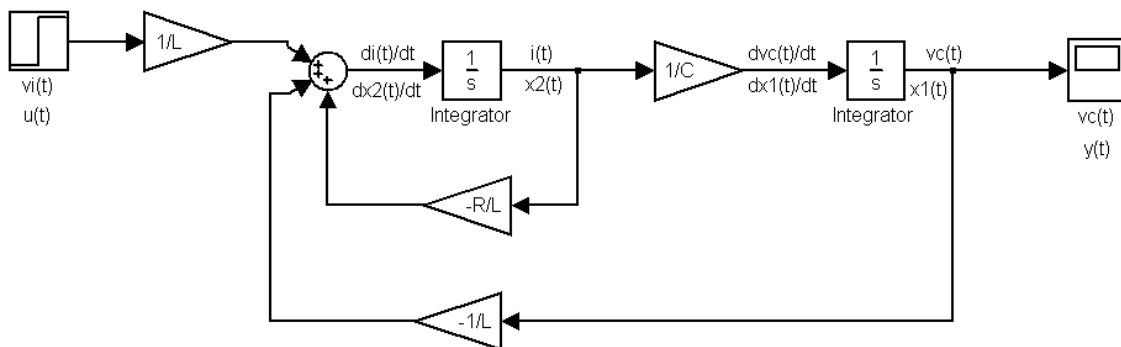 vi(t)
u(t)
1/L
+
+
+
di(t)/dt
dx2(t)/dt
1
s
Integrator
i(t)
x2(t)
1/C
dvc(t)/dt
dx1(t)/dt
1
s
Integrator
vc(t)
x1(t)
vc(t)
y(t)
-R/L
-1/L